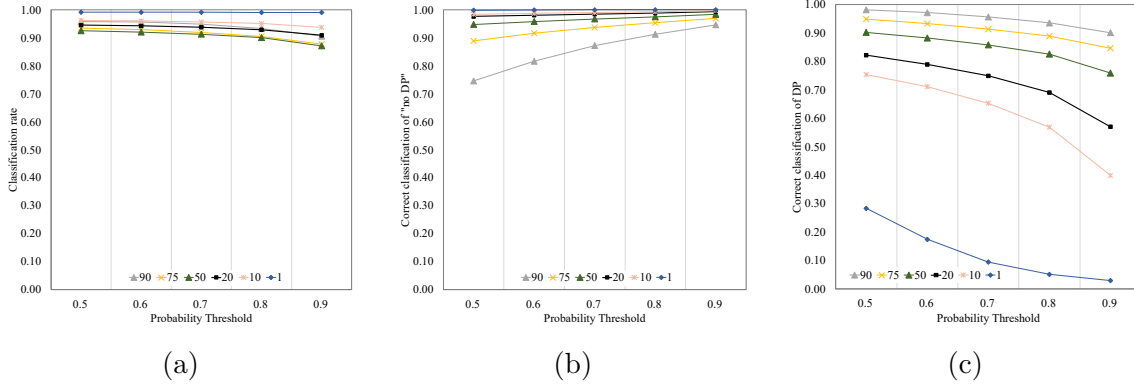 1.00
0.90
0.80
0.70
0.60
0.50
0.40
0.30
0.20
0.10
0.00
Classification rate
90 75 50 20 10 1
0.5 0.6 0.7 0.8 0.9
Probability Threshold
(a)
1.00
0.90
0.80
0.70
0.60
0.50
0.40
0.30
0.20
0.10
0.00
Correct classification of "no DP"
90 75 50 20 10 1
0.5 0.6 0.7 0.8 0.9
Probability Threshold
(b)
1.00
0.90
0.80
0.70
0.60
0.50
0.40
0.30
0.20
0.10
0.00
Correct classification of DP
90 75 50 20 10 1
0.5 0.6 0.7 0.8 0.9
Probability Threshold
(c)